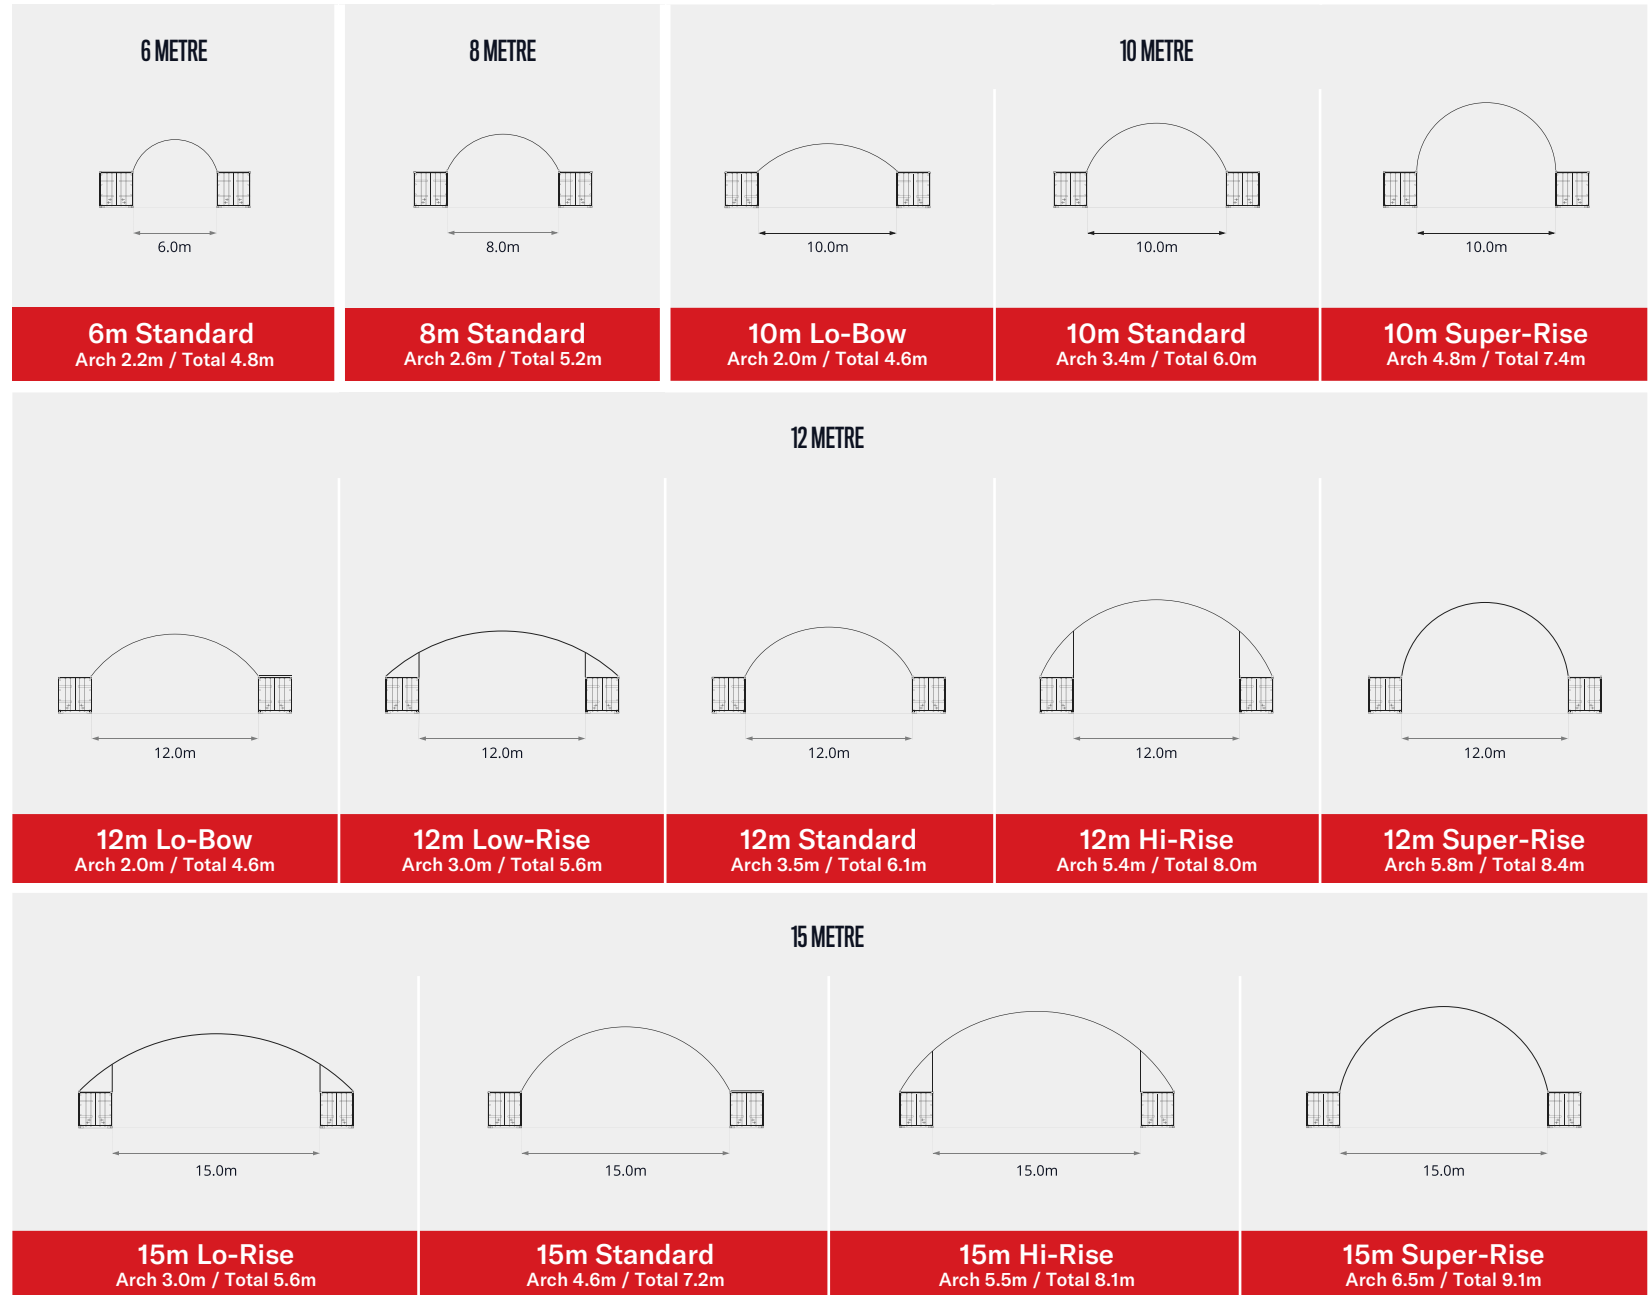 6 METRE
6.0m
6m Standard
Arch 2.2m / Total 4.8m
8 METRE
8.0m
8m Standard
Arch 2.6m / Total 5.2m
10 METRE
10.0m
10m Lo-Bow
Arch 2.0m / Total 4.6m
10.0m
10m Standard
Arch 3.4m / Total 6.0m
10.0m
10m Super-Rise
Arch 4.8m / Total 7.4m
12 METRE
12.0m
12m Lo-Bow
Arch 2.0m / Total 4.6m
12.0m
12m Low-Rise
Arch 3.0m / Total 5.6m
12.0m
12m Standard
Arch 3.5m / Total 6.1m
12.0m
12m Hi-Rise
Arch 5.4m / Total 8.0m
12.0m
12m Super-Rise
Arch 5.8m / Total 8.4m
15 METRE
15.0m
15m Lo-Rise
Arch 3.0m / Total 5.6m
15.0m
15m Standard
Arch 4.6m / Total 7.2m
15.0m
15m Hi-Rise
Arch 5.5m / Total 8.1m
15.0m
15m Super-Rise
Arch 6.5m / Total 9.1m